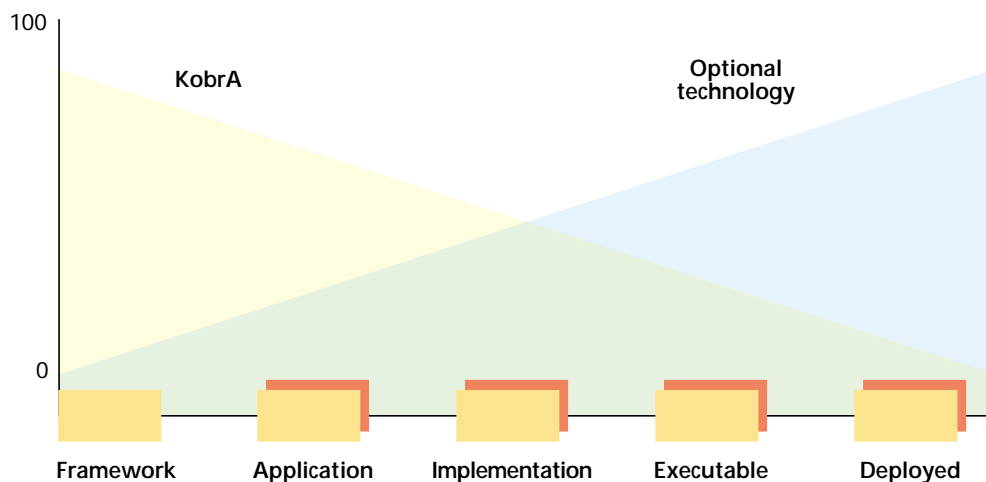 100
KobrA
Optional
technology
0
Framework
Application
Implementation
Executable
Deployed